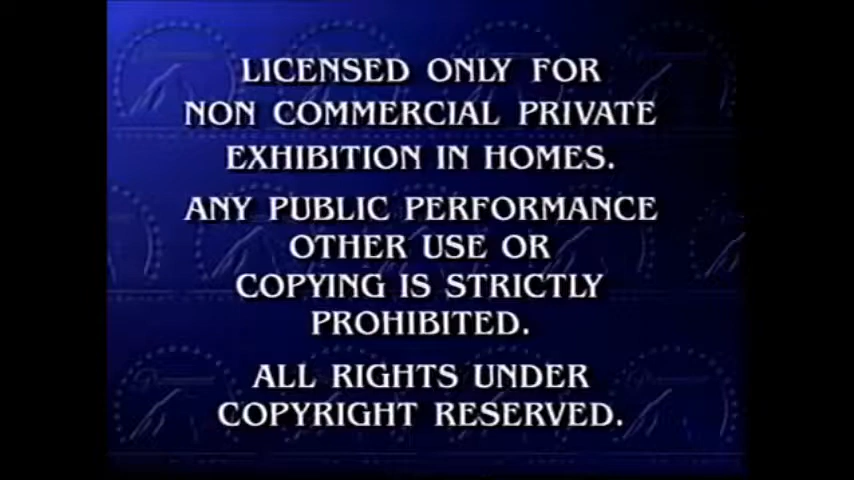 LICENSED ONLY FOR
NON COMMERCIAL PRIVATE
EXHIBITION IN HOMES.
ANY PUBLIC PERFORMANCE
OTHER USE OR
COPYING IS STRICTLY
PROHIBITED.
ALL RIGHTS UNDER
COPYRIGHT RESERVED.